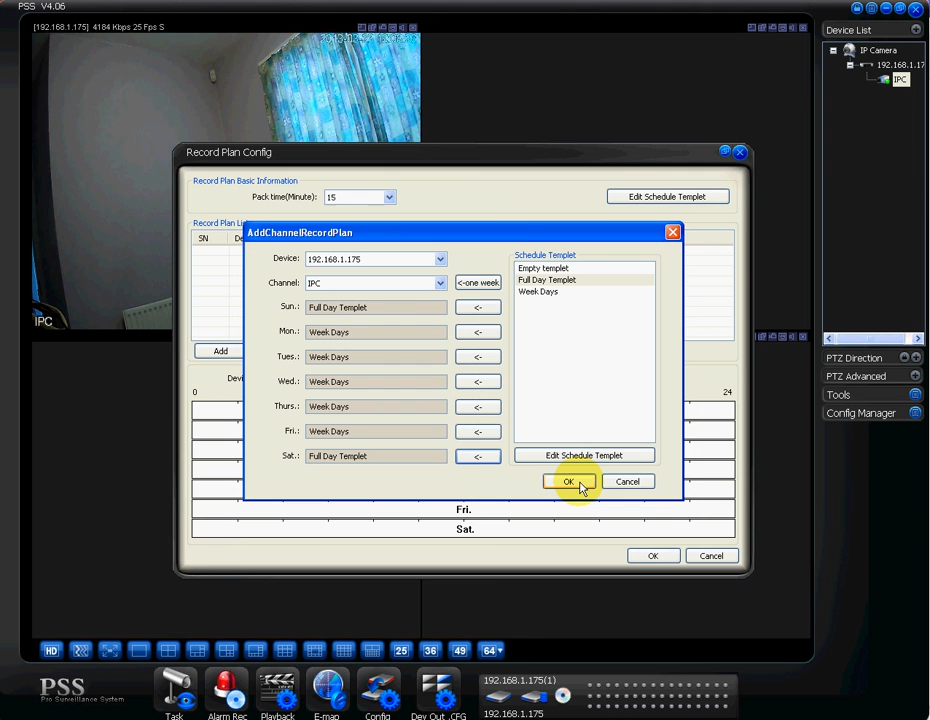 PSS V4.06
[192.168.1.175] 4184 Kbps 25 Fps S
Device List
IP Camera
192.168.1.17
IPC
Record Plan Config
Record Plan Basic Information
Pack time(Minute): 15
Edit Schedule Templet
Record Plan Li
SN De
AddChannelRecordPlan
Device: 192.168.1.175
Channel: IPC <-one week
Sun.: Full Day Templet <-
Mon.: Week Days <-
Tues.: Week Days <-
Wed.: Week Days <-
Thurs.: Week Days <-
Fri.: Week Days <-
Sat.: Full Day Templet <-
Schedule Templet
Empty templet
Full Day Templet
Week Days
Edit Schedule Templet
OK Cancel
IPC
Add
Devi
0 24
Fri.
Sat.
OK Cancel
PTZ Direction
PTZ Advanced
Tools
Config Manager
HD 25 36 49 64
PSS
Pro Surveillance System
Task Alarm Rec Playback E-map Config Dev Out .CFG
192.168.1.175(1)
192.168.1.175